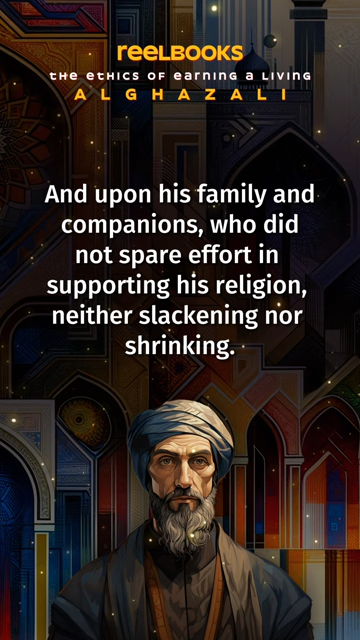 reelBOOKS
the ethics of earning a living
ALGHAZALI
And upon his family and
companions, who did
not spare effort in
supporting his religion,
neither slackening nor
shrinking.